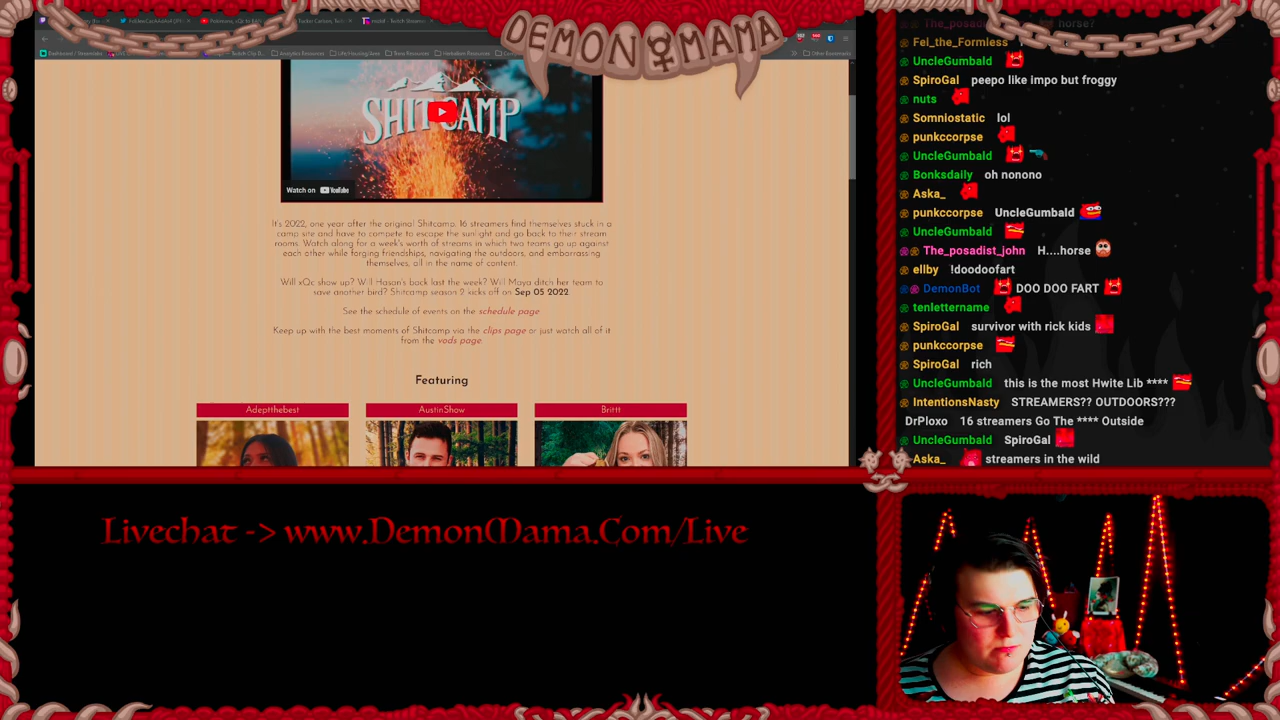 DEMON MAMA
SHITCAMP
Watch on YouTube
It's 2022, one year after the original Shitcamp. 16 streamers find themselves stuck in a
camp site and have to compete to escape the sunlight and go back to their stream
rooms. Watch along for a week's worth of streams in which two teams go up against
each other while forging friendships, navigating the outdoors, and embarrassing
themselves, all in the name of content.
Will xQc show up? Will Hasan's back last the week? Will Maya ditch her team to
save another bird? Shitcamp season 2 kicks off on Sep 05 2022.
See the schedule of events on the schedule page
Keep up with the best moments of Shitcamp via the clips page or just watch all of it
from the vods page
Featuring
Adeptthebest
AustinShow
Brittt
The_posadist horse?
Fel_the_Formless
UncleGumbald
SpiroGal peepo like impo but froggy
nuts
Somniostatic lol
punkccorpse
UncleGumbald
Bonksdaily oh nonono
Aska_
punkccorpse UncleGumbald
UncleGumbald
The_posadist_john H....horse
ellby !doodoofart
DemonBot DOO DOO FART
tenlettername
SpiroGal survivor with rick kids
punkccorpse
SpiroGal rich
UncleGumbald this is the most Hwite Lib ****
IntentionsNasty STREAMERS?? OUTDOORS???
DrPloxo 16 streamers Go The **** Outside
UncleGumbald SpiroGal
Aska_ streamers in the wild
Livechat -> www.DemonMama.Com/Live